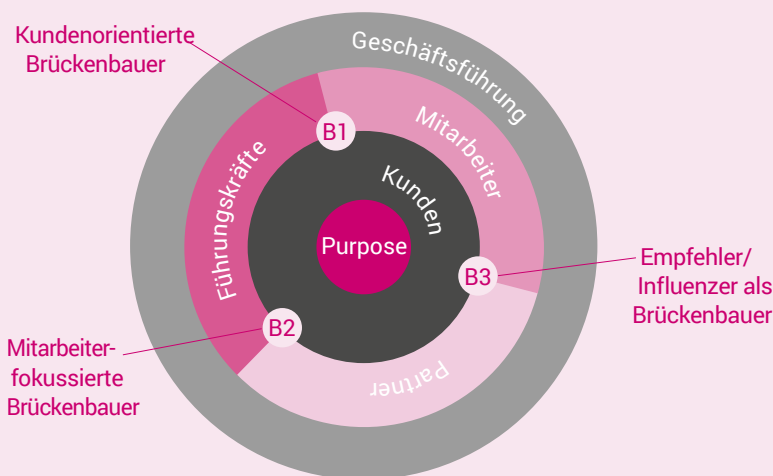 Kundenorientierte
Brückenbauer
Geschäftsführung
B1
Mitarbeiter
Führungskräfte
Kunden
Purpose
B3
Empfehler/
Influenzer als
Brückenbauer
B2
Mitarbeiter-
fokussierte
Brückenbauer
Partner